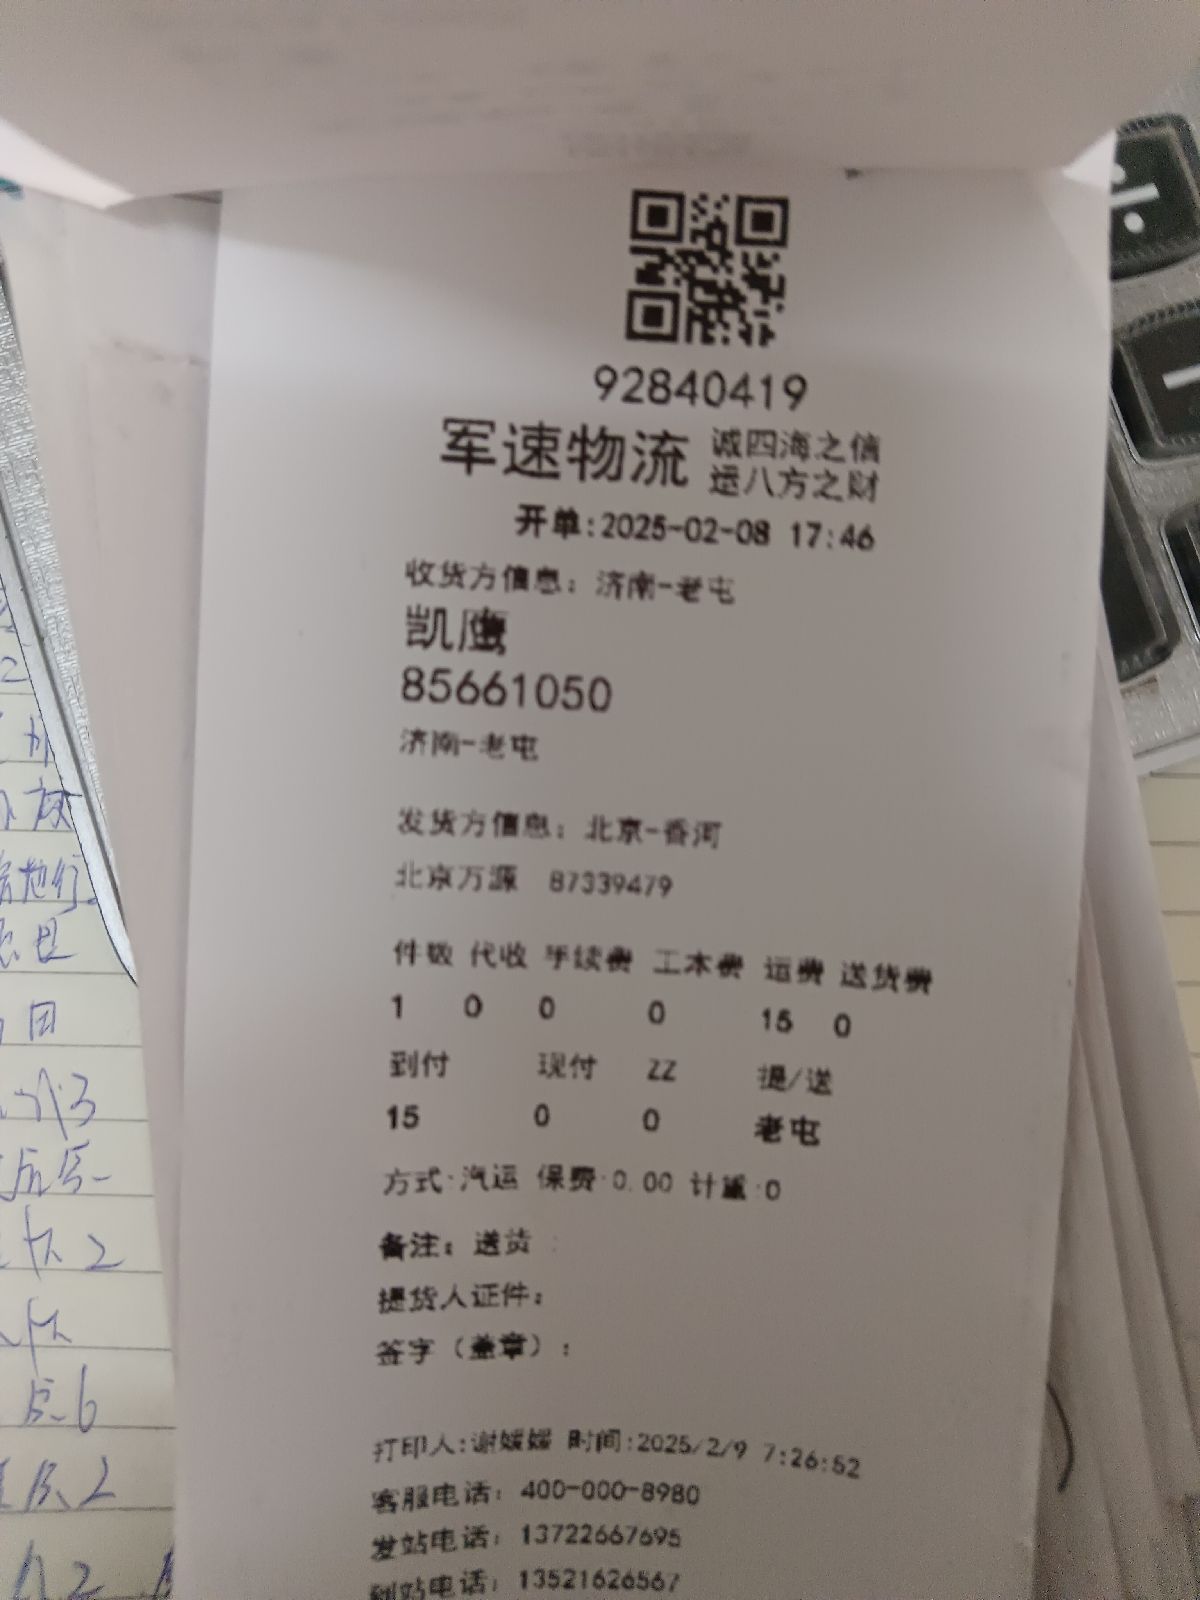 92840419
军速物流 诚四海之信
运八方之财
开单:2025-02-08 17:46
收货方信息：济南-老屯
凯鹰
85661050
济南-老屯
发货方信息：北京-香河
北京万源 87339479
件数 代收 手续费 工本费 运费 送货费
1 0 0 0 15 0
到付 现付 ZZ 提/送
15 0 0 老屯
方式:汽运 保费:0.00 计重:0
备注：送货
提货人证件：
签字（盖章）：
打印人:谢媛媛 时间:2025/2/9 7:26:52
客服电话：400-000-8980
发站电话：13722667695
到站电话：13521626567